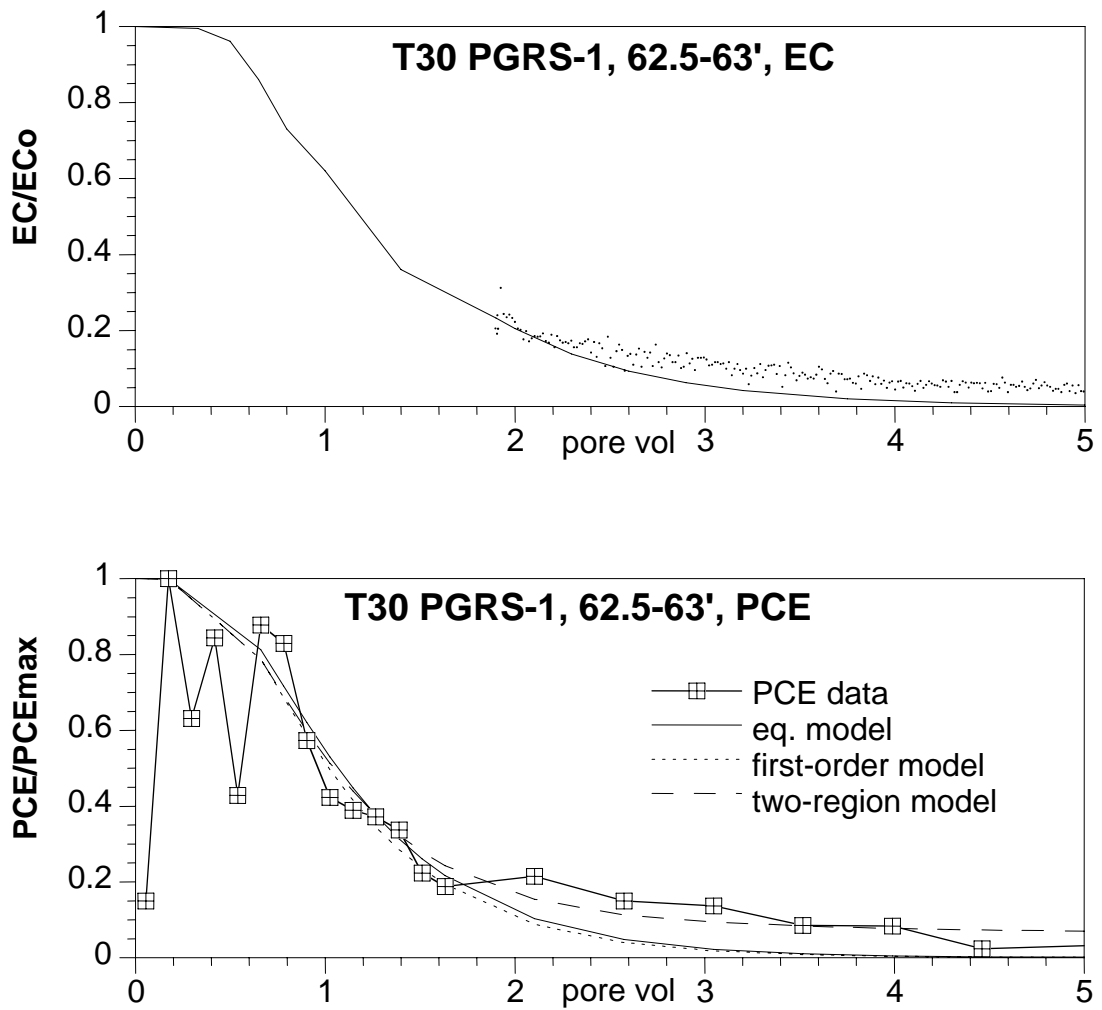 T30 PGRS-1, 62.5-63', EC
EC/ECo
1
0.8
0.6
0.4
0.2
0
0 1 2 3 4 5
pore vol
T30 PGRS-1, 62.5-63', PCE
PCE/PCEmax
1
0.8
0.6
0.4
0.2
0
PCE data
eq. model
first-order model
two-region model
0 1 2 3 4 5
pore vol